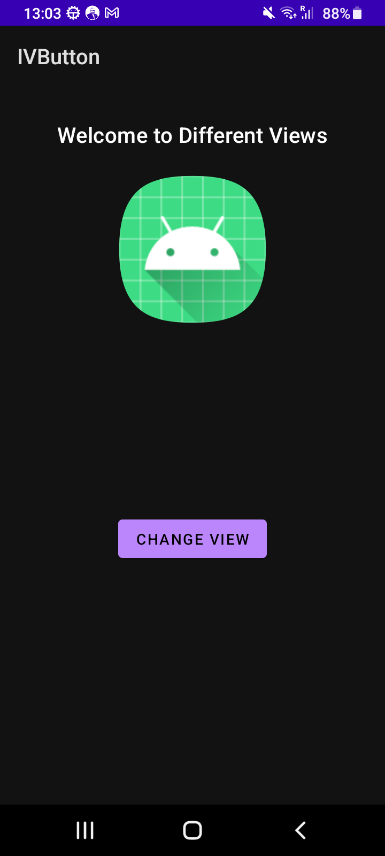 13:03
R
88%
IVButton
Welcome to Different Views
CHANGE VIEW